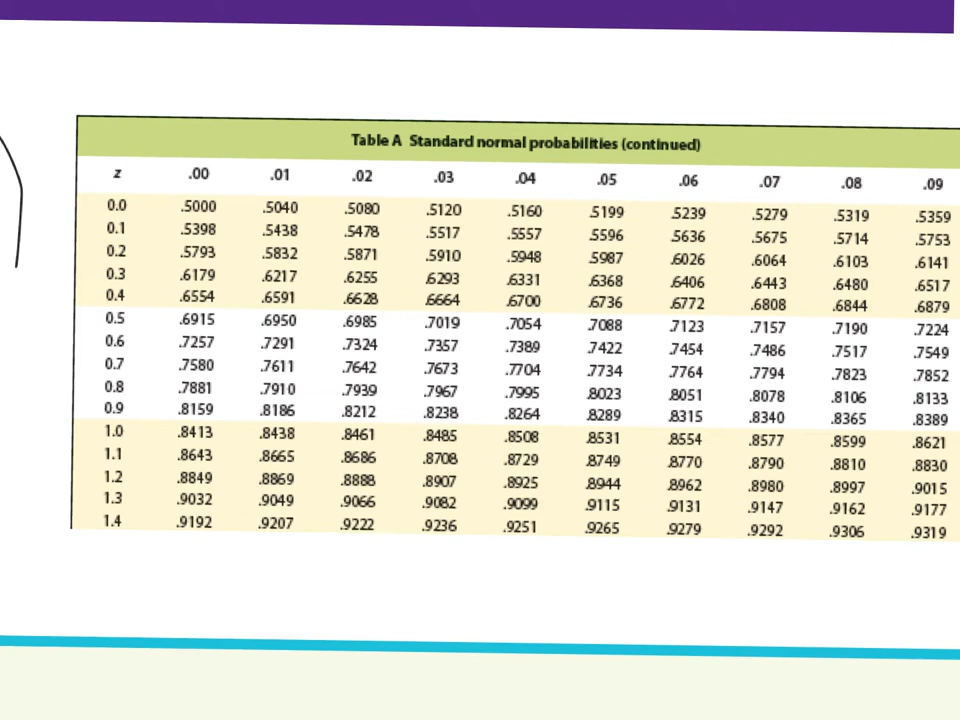 Table A Standard normal probabilities (continued)
z .00 .01 .02 .03 .04 .05 .06 .07 .08 .09
0.0 .5000 .5040 .5080 .5120 .5160 .5199 .5239 .5279 .5319 .5359
0.1 .5398 .5438 .5478 .5517 .5557 .5596 .5636 .5675 .5714 .5753
0.2 .5793 .5832 .5871 .5910 .5948 .5987 .6026 .6064 .6103 .6141
0.3 .6179 .6217 .6255 .6293 .6331 .6368 .6406 .6443 .6480 .6517
0.4 .6554 .6591 .6628 .6664 .6700 .6736 .6772 .6808 .6844 .6879
0.5 .6915 .6950 .6985 .7019 .7054 .7088 .7123 .7157 .7190 .7224
0.6 .7257 .7291 .7324 .7357 .7389 .7422 .7454 .7486 .7517 .7549
0.7 .7580 .7611 .7642 .7673 .7704 .7734 .7764 .7794 .7823 .7852
0.8 .7881 .7910 .7939 .7967 .7995 .8023 .8051 .8078 .8106 .8133
0.9 .8159 .8186 .8212 .8238 .8264 .8289 .8315 .8340 .8365 .8389
1.0 .8413 .8438 .8461 .8485 .8508 .8531 .8554 .8577 .8599 .8621
1.1 .8643 .8665 .8686 .8708 .8729 .8749 .8770 .8790 .8810 .8830
1.2 .8849 .8869 .8888 .8907 .8925 .8944 .8962 .8980 .8997 .9015
1.3 .9032 .9049 .9066 .9082 .9099 .9115 .9131 .9147 .9162 .9177
1.4 .9192 .9207 .9222 .9236 .9251 .9265 .9279 .9292 .9306 .9319